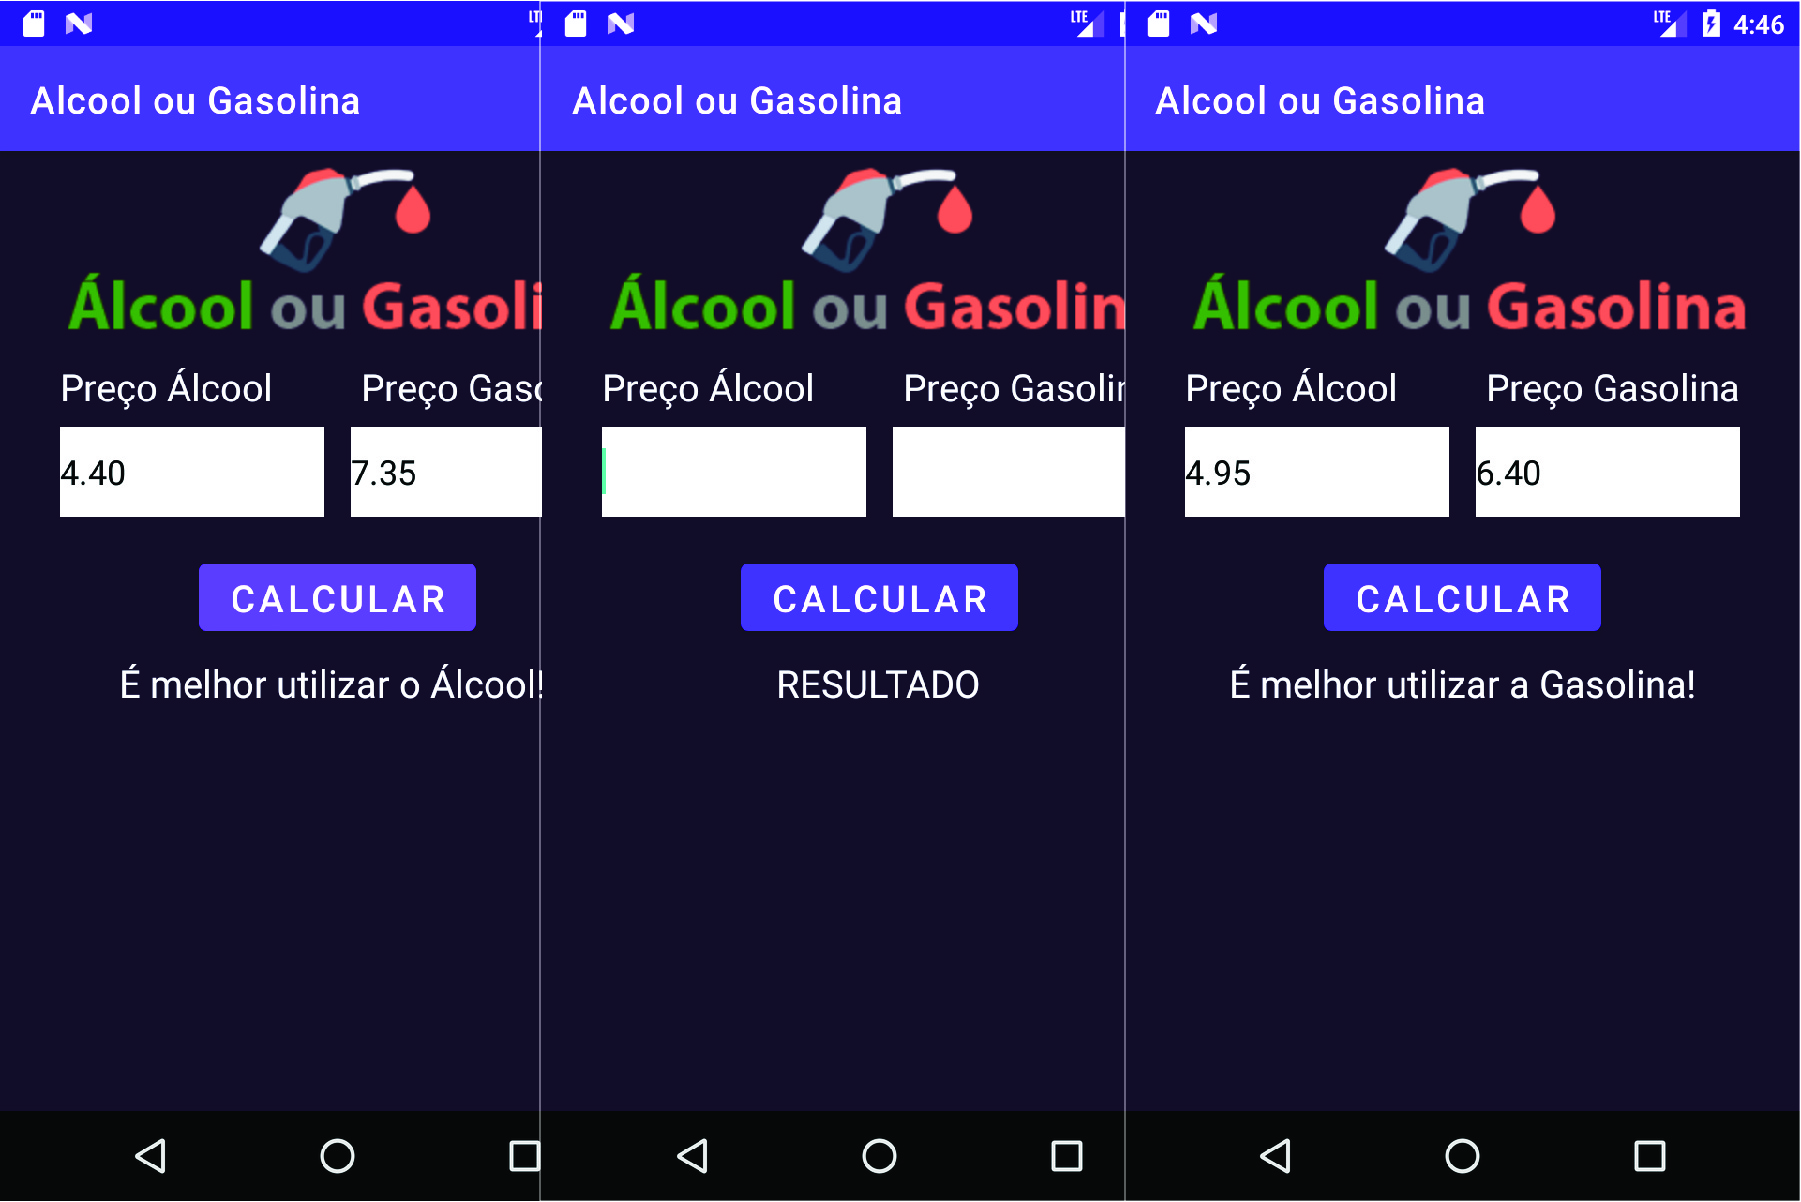 Alcool ou Gasolina
Álcool ou Gasoli
Preço Álcool
Preço Gaso
4.40
7.35
CALCULAR
É melhor utilizar o Álcool!
LTE
Alcool ou Gasolina
Álcool ou Gasolin
Preço Álcool
Preço Gasolin
CALCULAR
RESULTADO
LTE
4:46
Alcool ou Gasolina
Álcool ou Gasolina
Preço Álcool
Preço Gasolina
4.95
6.40
CALCULAR
É melhor utilizar a Gasolina!